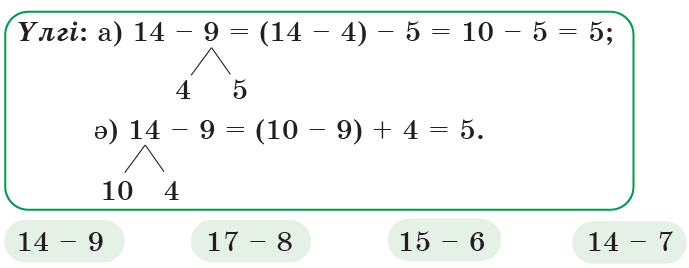 Үлгі: а) 14 − 9 = (14 − 4) − 5 = 10 − 5 = 5;
4 5
ә) 14 − 9 = (10 − 9) + 4 = 5.
10 4
14 − 9 17 − 8 15 − 6 14 − 7